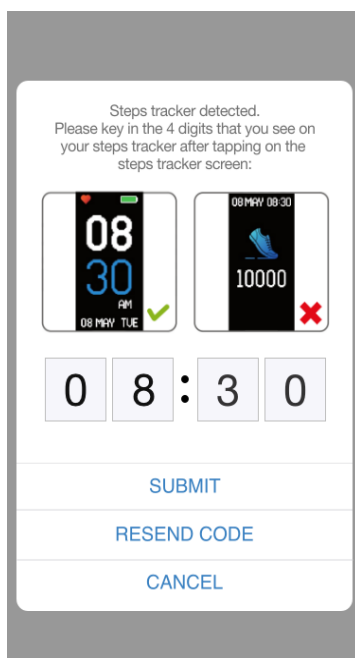 Steps tracker detected.
Please key in the 4 digits that you see on
your steps tracker after tapping on the
steps tracker screen:
08
30
AM
08 MAY TUE
08 MAY 08:30
10000
0 8 : 3 0
SUBMIT
RESEND CODE
CANCEL